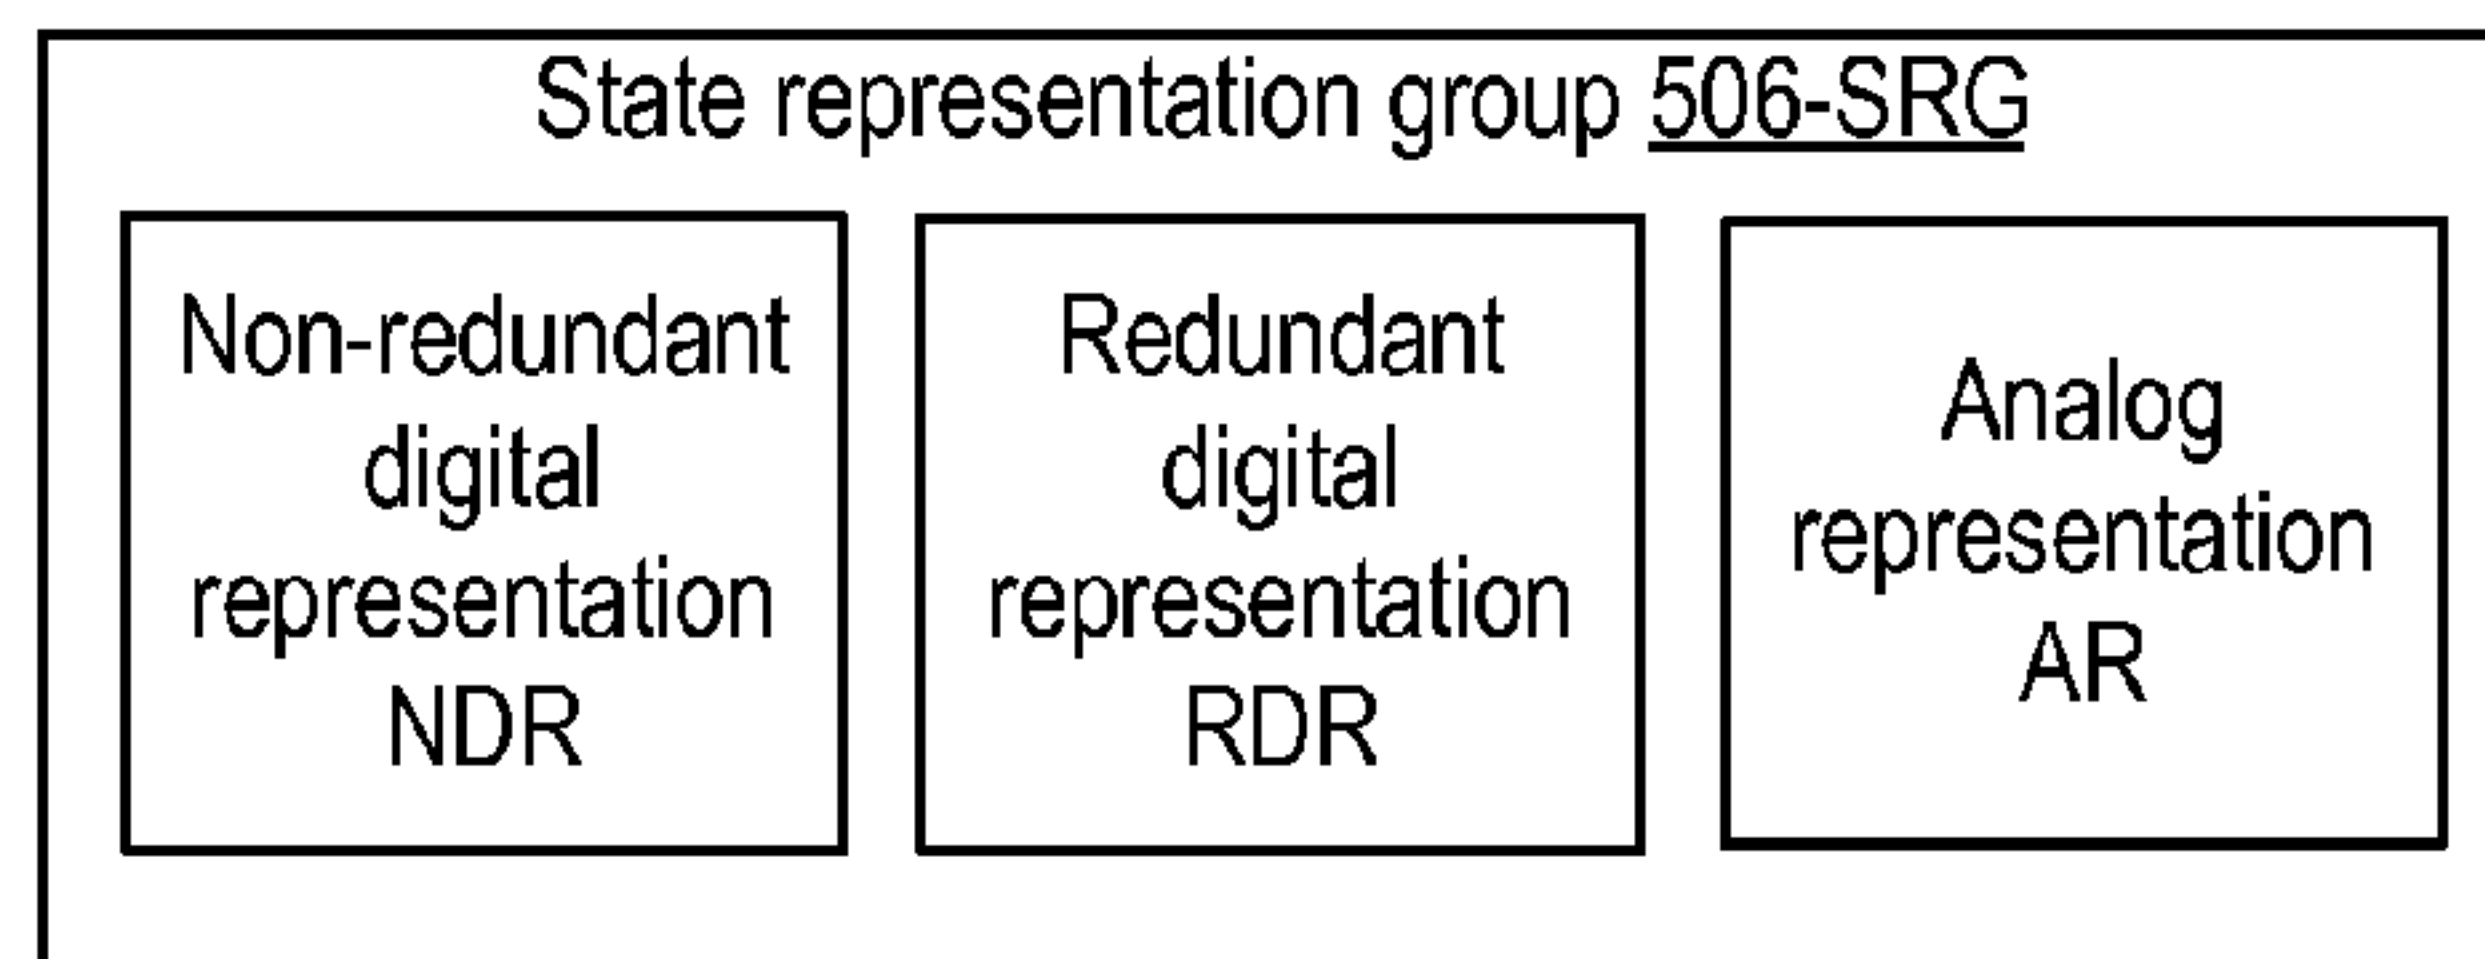 State representation group 506-SRG
Non-redundant
digital
representation
NDR
Redundant
digital
representation
RDR
Analog
representation
AR